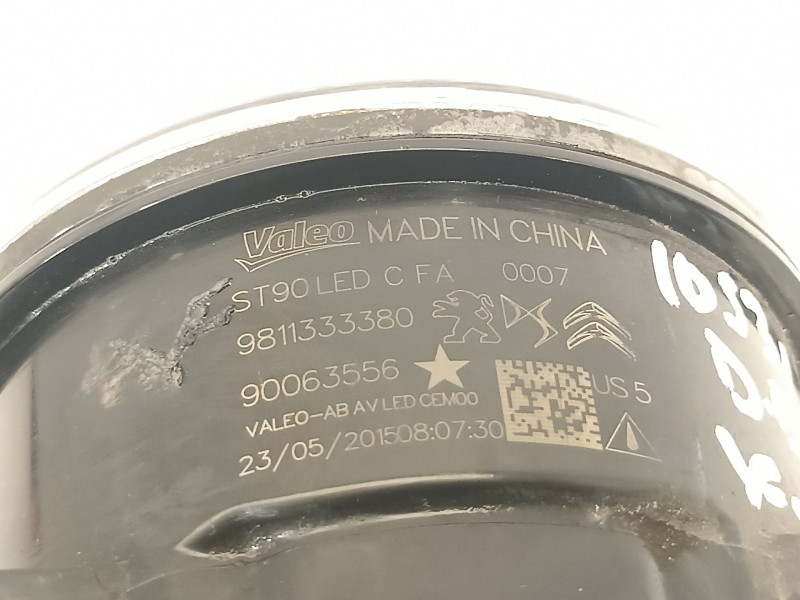 Valeo MADE IN CHINA
ST90 LED C FA 0007
9811333380 DS
90063556 US 5
VALEO-AB AV LED CEM00
23/05/201508:07:30